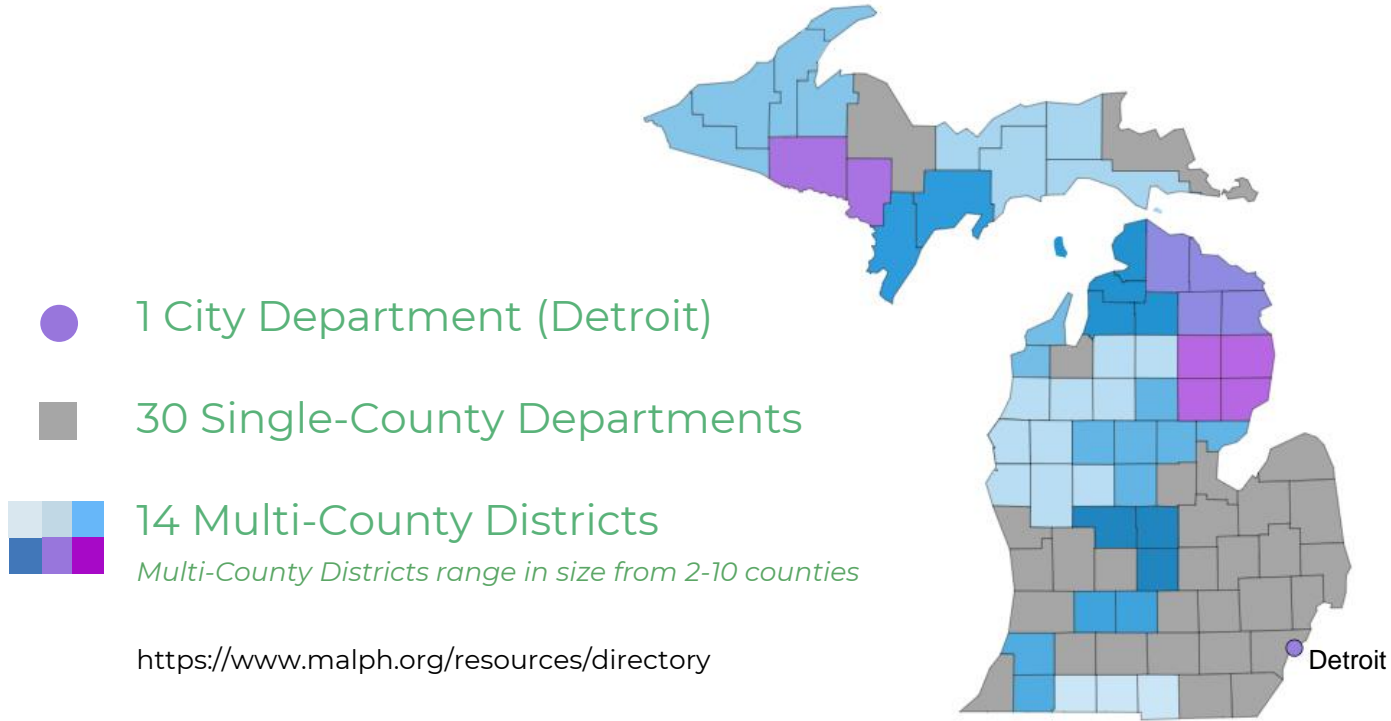 1 City Department (Detroit)
30 Single-County Departments
14 Multi-County Districts
Multi-County Districts range in size from 2-10 counties
https://www.malph.org/resources/directory
Detroit